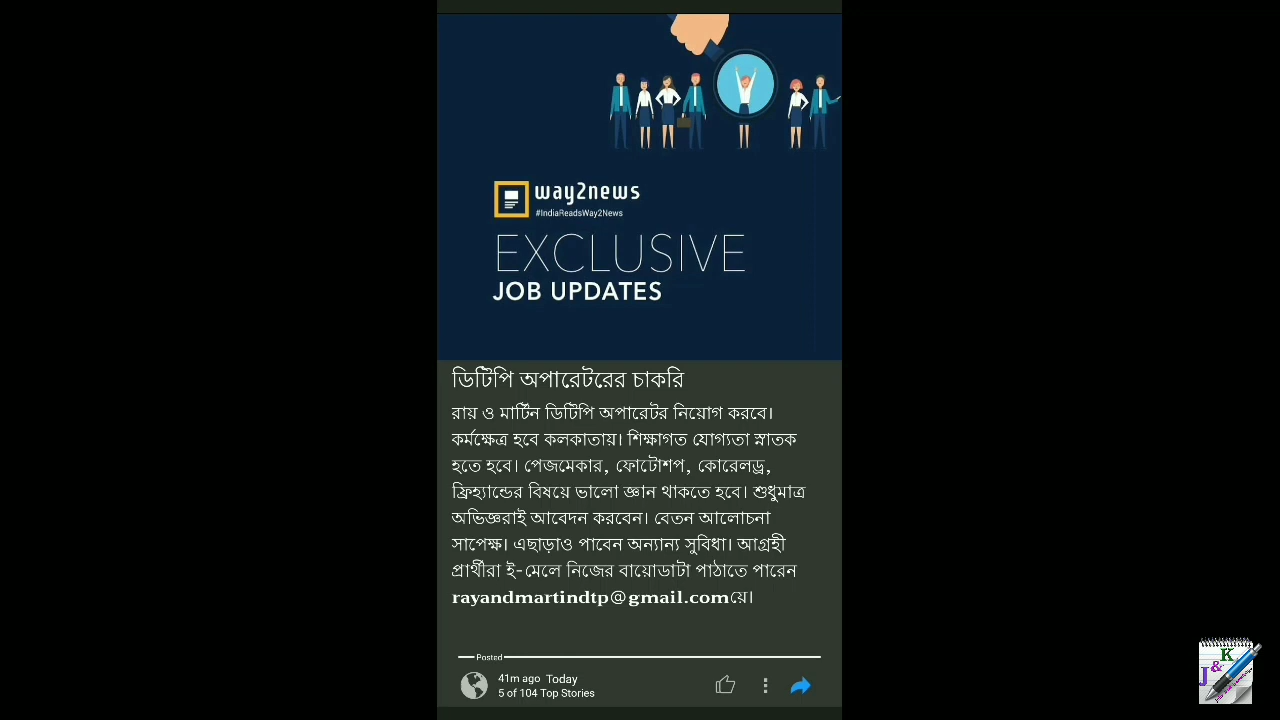 way2news
#IndiaReadsWay2News
EXCLUSIVE
JOB UPDATES
ডিটিপি অপারেটরের চাকরি
রায় ও মার্টিন ডিটিপি অপারেটর নিয়োগ করবে।
কর্মক্ষেত্র হবে কলকাতায়। শিক্ষাগত যোগ্যতা স্নাতক
হতে হবে। পেজমেকার, ফোটোশপ, কোরেলড্র,
ফ্রিহ্যান্ডের বিষয়ে ভালো জ্ঞান থাকতে হবে। শুধুমাত্র
অভিজ্ঞরাই আবেদন করবেন। বেতন আলোচনা
সাপেক্ষ। এছাড়াও পাবেন অন্যান্য সুবিধা। আগ্রহী
প্রার্থীরা ই-মেলে নিজের বায়োডাটা পাঠাতে পারেন
rayandmartindtp@gmail.comয়ে।
Posted
41m ago Today
5 of 104 Top Stories
J&K